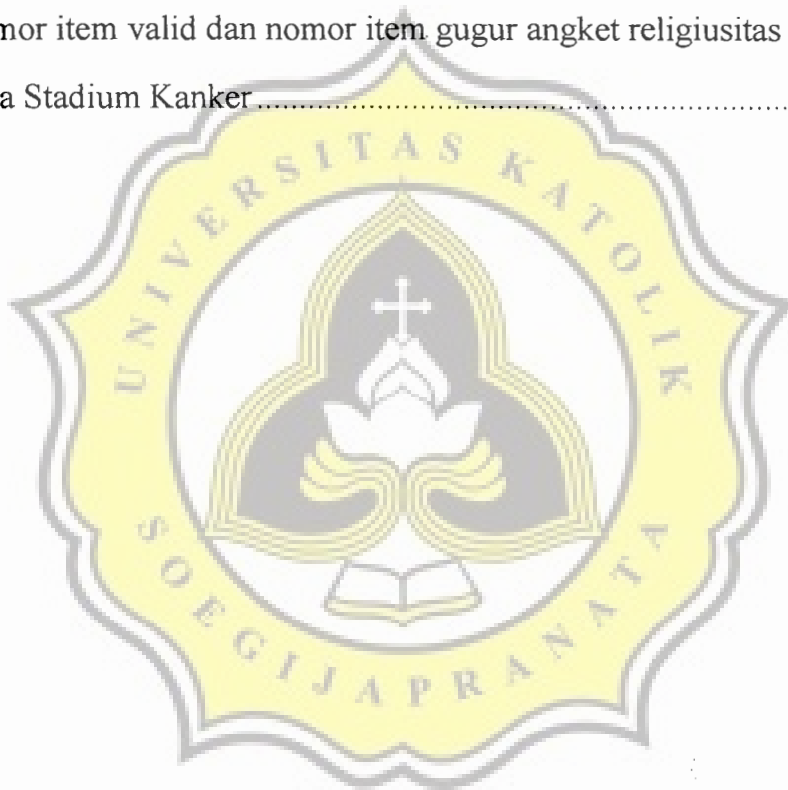 mor item valid dan nomor item gugur angket religiusitas
a Stadium Kanker
UNIVERSITAS KATOLIK
SOEGIJAPRANATA